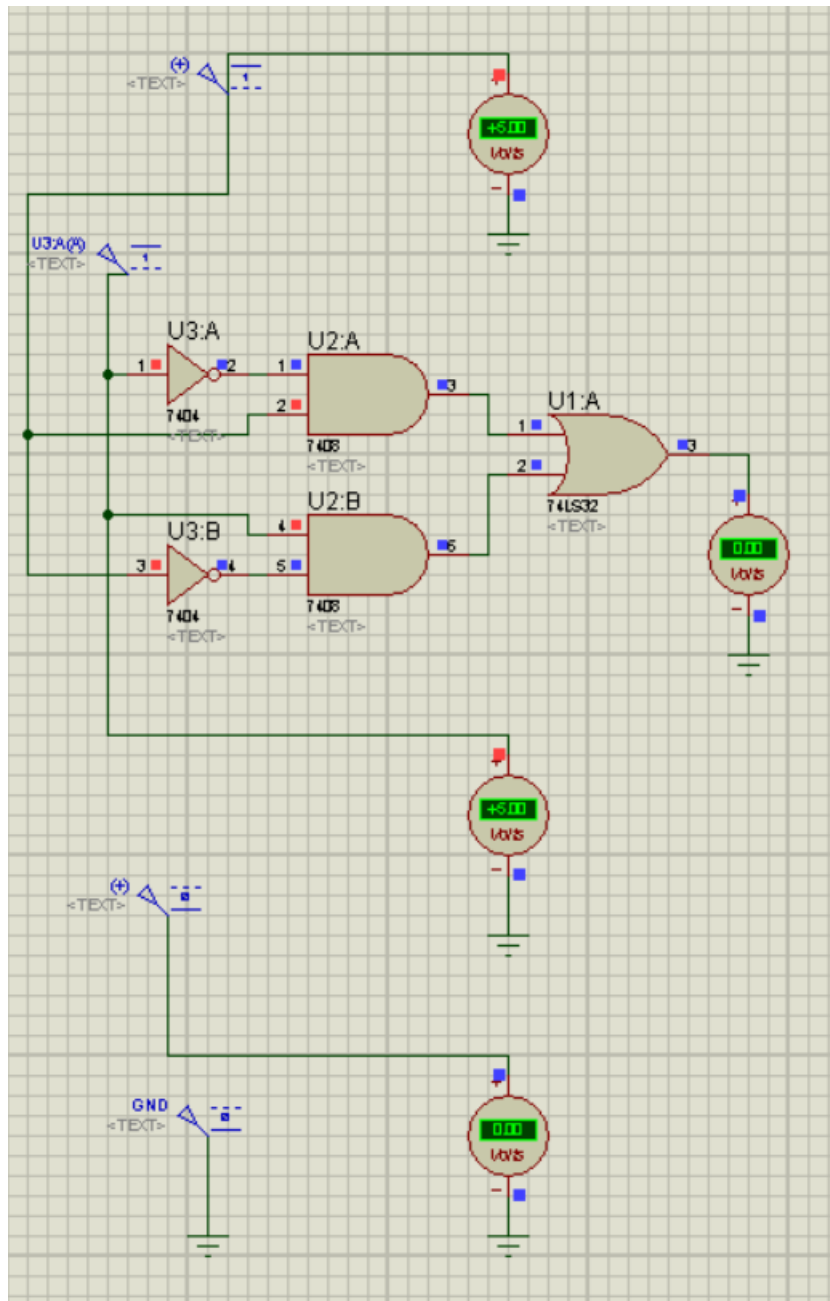 (+)
<TEXT>
1
+
+5.00
Volts
−
U3:A(A)
<TEXT>
1
U3:A
1
2
7404
<TEXT>
U2:A
1
2
3
7408
<TEXT>
U1:A
1
2
3
74LS32
<TEXT>
U3:B
3
4
7404
<TEXT>
U2:B
4
5
6
7408
<TEXT>
+
0.00
Volts
−
+
+5.00
Volts
−
(+)
<TEXT>
0
GND
<TEXT>
0
+
0.00
Volts
−